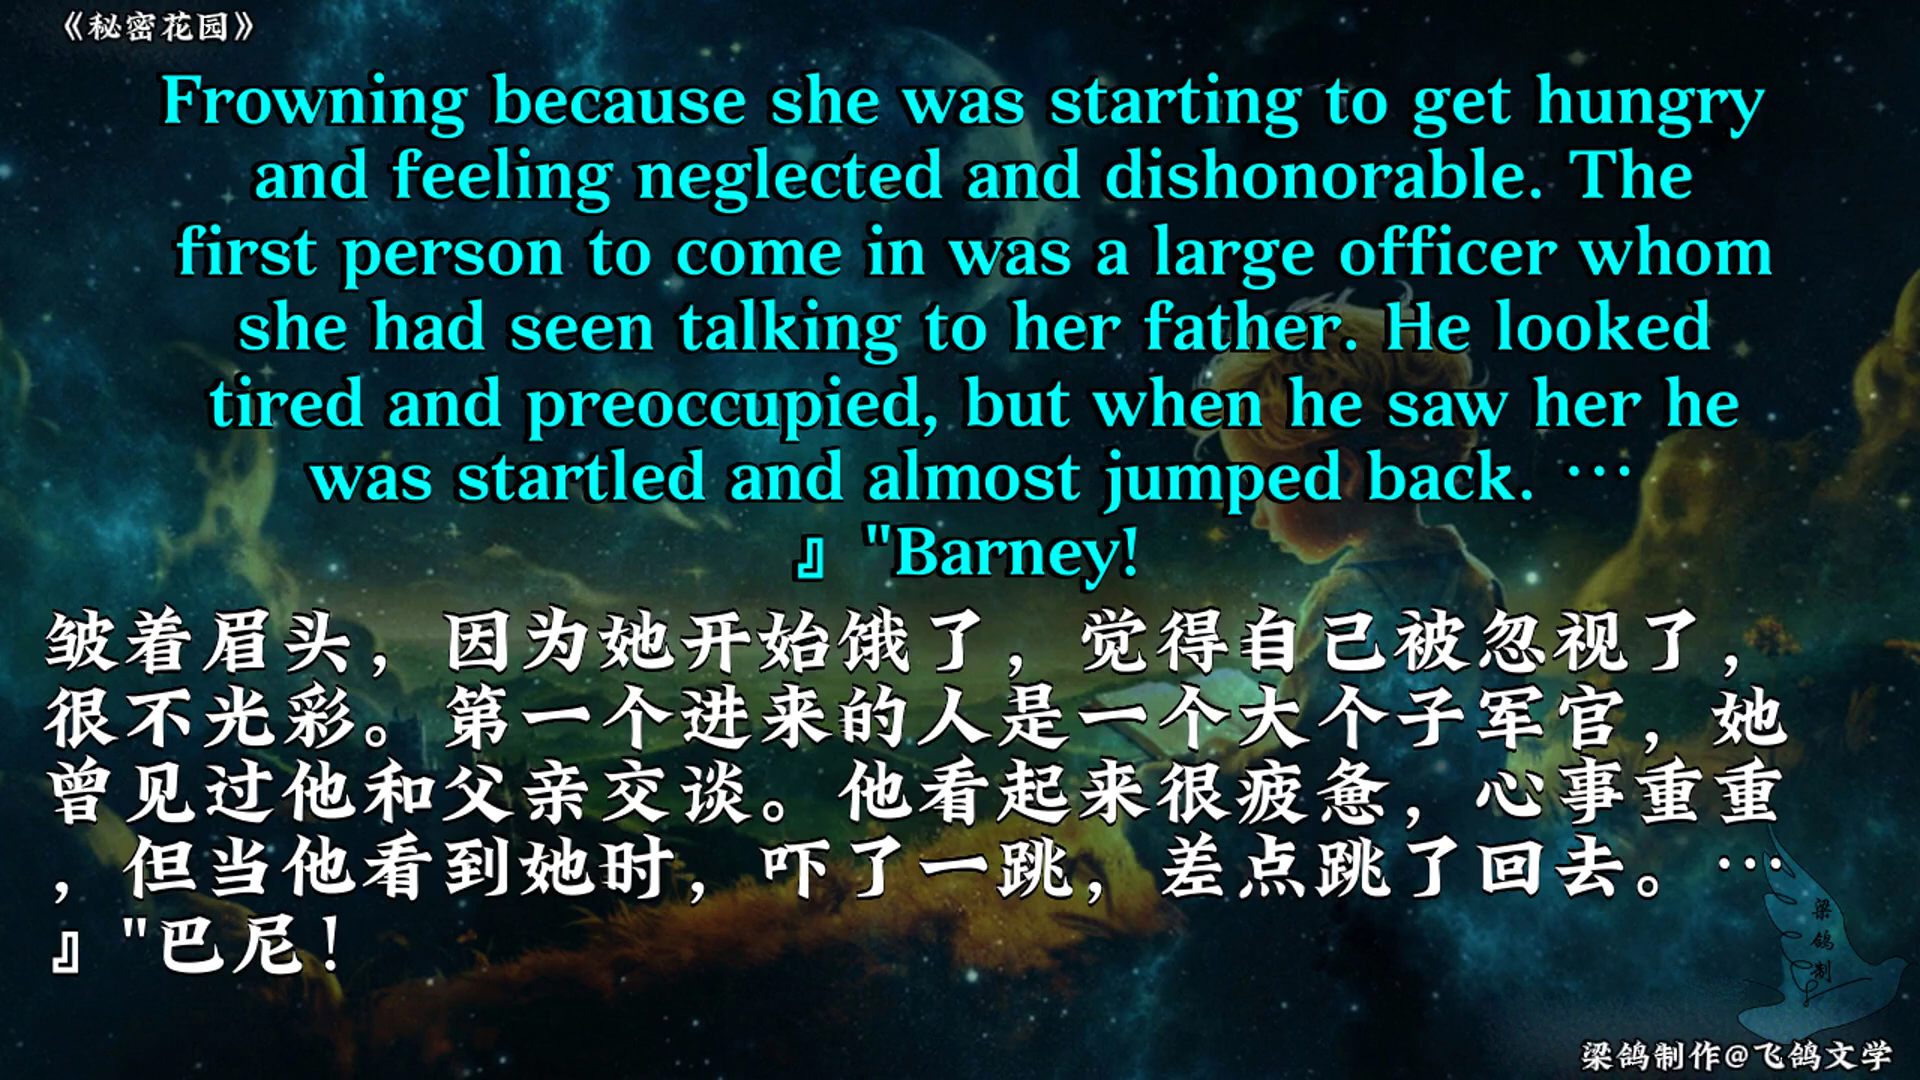 《秘密花园》
Frowning because she was starting to get hungry
and feeling neglected and dishonorable. The
first person to come in was a large officer whom
she had seen talking to her father. He looked
tired and preoccupied, but when he saw her he
was startled and almost jumped back. …
』 "Barney!
皱着眉头，因为她开始饿了，觉得自己被忽视了，
很不光彩。第一个进来的人是一个大个子军官，她
曾见过他和父亲交谈。他看起来很疲惫，心事重重
，但当他看到她时，吓了一跳，差点跳了回去。…
』"巴尼！
梁鸽制
梁鸽制作@飞鸽文学